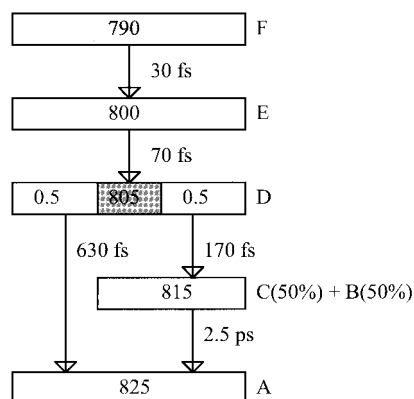 790 F
30 fs
800 E
70 fs
0.5 805 0.5 D
630 fs 170 fs
815 C(50%) + B(50%)
2.5 ps
825 A